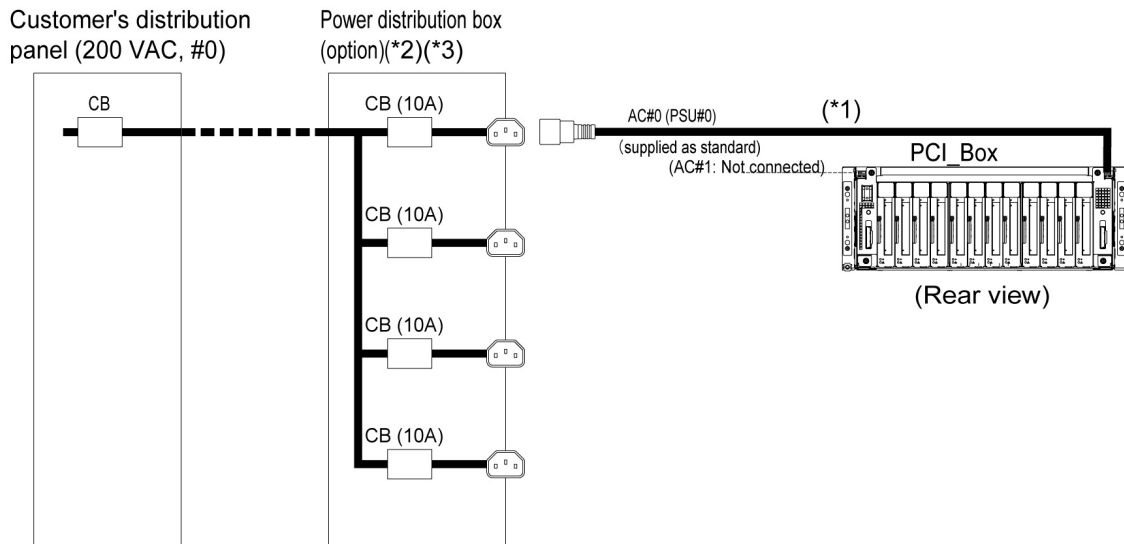 Customer's distribution
panel (200 VAC, #0)
Power distribution box
(option)(*2)(*3)
CB
CB (10A)
AC#0 (PSU#0)
(*1)
(supplied as standard)
(AC#1: Not connected)
PCI_Box
CB (10A)
(Rear view)
CB (10A)
CB (10A)